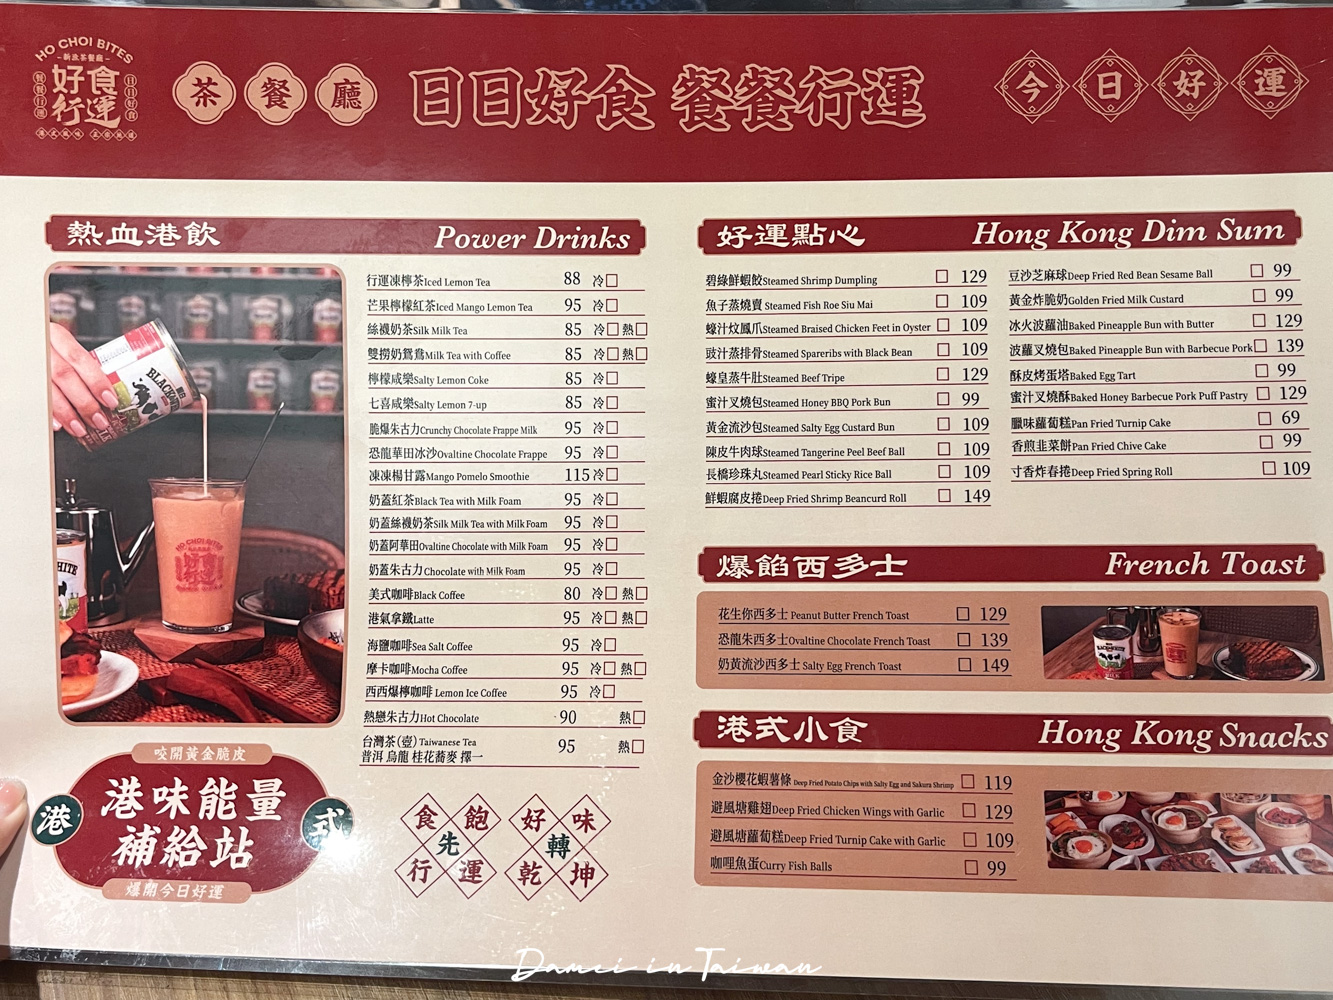 HO CHOI BITES
新派茶餐廳
好食
行運
餐餐行運
日日好食
茶餐廳
日日好食 餐餐行運
今日好運
熱血港飲 Power Drinks
行運凍檸茶Iced Lemon Tea 88 冷□
芒果檸檬紅茶Iced Mango Lemon Tea 95 冷□
絲襪奶茶Silk Milk Tea 85 冷□熱□
雙撈奶鴛鴦Milk Tea with Coffee 85 冷□熱□
檸檬咸樂Salty Lemon Coke 85 冷□
七喜咸樂Salty Lemon 7-up 85 冷□
脆爆朱古力Crunchy Chocolate Frappe Milk 95 冷□
恐龍華田冰沙Ovaltine Chocolate Frappe 95 冷□
凍凍楊甘露Mango Pomelo Smoothie 115 冷□
奶蓋紅茶Black Tea with Milk Foam 95 冷□
奶蓋絲襪奶茶Silk Milk Tea with Milk Foam 95 冷□
奶蓋阿華田Ovaltine Chocolate with Milk Foam 95 冷□
奶蓋朱古力Chocolate with Milk Foam 95 冷□
美式咖啡Black Coffee 80 冷□熱□
港氣拿鐵Latte 95 冷□熱□
海鹽咖啡Sea Salt Coffee 95 冷□
摩卡咖啡Mocha Coffee 95 冷□熱□
西西爆檸咖啡 Lemon Ice Coffee 95 冷□
熱戀朱古力Hot Chocolate 90 熱□
台灣茶(壺)Taiwanese Tea 95 熱□
普洱 烏龍 桂花蕎麥 擇一
咬開黃金脆皮
港 港味能量 式
補給站
爆開今日好運
食飽先行運
好味轉乾坤
好運點心 Hong Kong Dim Sum
碧綠鮮蝦餃Steamed Shrimp Dumpling □ 129
魚子蒸燒賣 Steamed Fish Roe Siu Mai □ 109
蠔汁炆鳳爪Steamed Braised Chicken Feet in Oyster □ 109
豉汁蒸排骨Steamed Spareribs with Black Bean □ 109
蠔皇蒸牛肚Steamed Beef Tripe □ 129
蜜汁叉燒包Steamed Honey BBQ Pork Bun □ 99
黃金流沙包Steamed Salty Egg Custard Bun □ 109
陳皮牛肉球Steamed Tangerine Peel Beef Ball □ 109
長橋珍珠丸Steamed Pearl Sticky Rice Ball □ 109
鮮蝦腐皮捲Deep Fried Shrimp Beancurd Roll □ 149
豆沙芝麻球Deep Fried Red Bean Sesame Ball □ 99
黃金炸脆奶Golden Fried Milk Custard □ 99
冰火菠蘿油Baked Pineapple Bun with Butter □ 129
菠蘿叉燒包Baked Pineapple Bun with Barbecue Pork □ 139
酥皮烤蛋塔Baked Egg Tart □ 99
蜜汁叉燒酥Baked Honey Barbecue Pork Puff Pastry □ 129
臘味蘿蔔糕Pan Fried Turnip Cake □ 69
香煎韭菜餅Pan Fried Chive Cake □ 99
寸香炸春捲Deep Fried Spring Roll □ 109
爆餡西多士 French Toast
花生你西多士 Peanut Butter French Toast □ 129
恐龍朱西多士Ovaltine Chocolate French Toast □ 139
奶黃流沙西多士 Salty Egg French Toast □ 149
港式小食 Hong Kong Snacks
金沙櫻花蝦薯條 Deep Fried Potato Chips with Salty Egg and Sakura Shrimp □ 119
避風塘雞翅Deep Fried Chicken Wings with Garlic □ 129
避風塘蘿蔔糕Deep Fried Turnip Cake with Garlic □ 109
咖哩魚蛋Curry Fish Balls □ 99
Damei in Taiwan